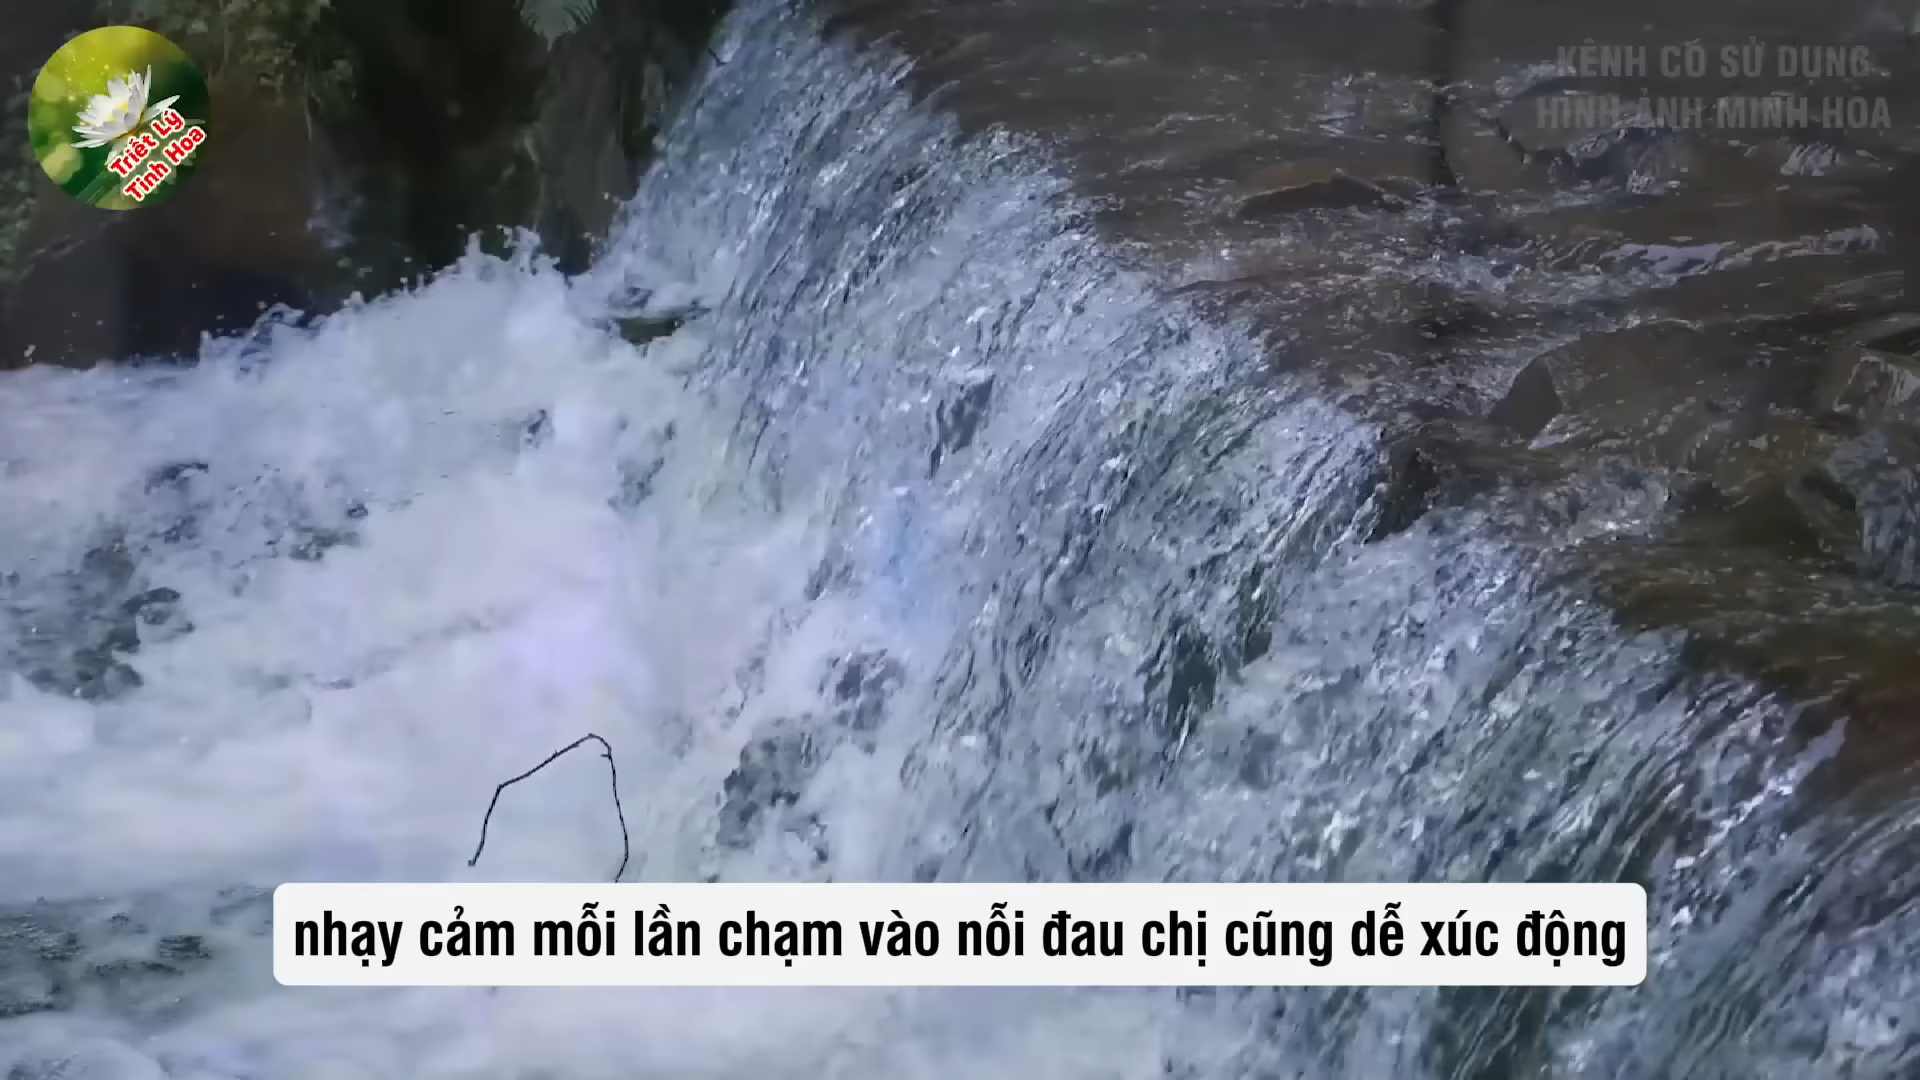 Triết Lý
Tinh Hoa
KÊNH CÓ SỬ DỤNG
HÌNH ẢNH MINH HỌA
nhạy cảm mỗi lần chạm vào nỗi đau chị cũng dễ xúc động